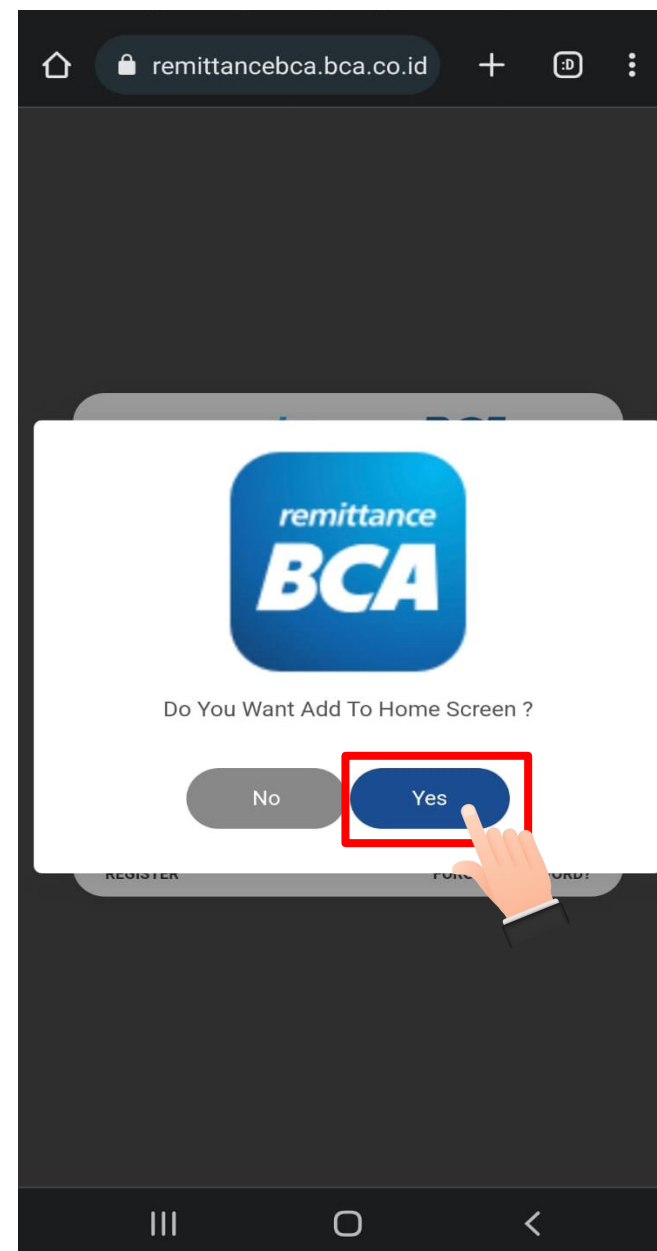 remittancebca.bca.co.id
remittance
BCA
Do You Want Add To Home Screen ?
No
Yes
REGISTER